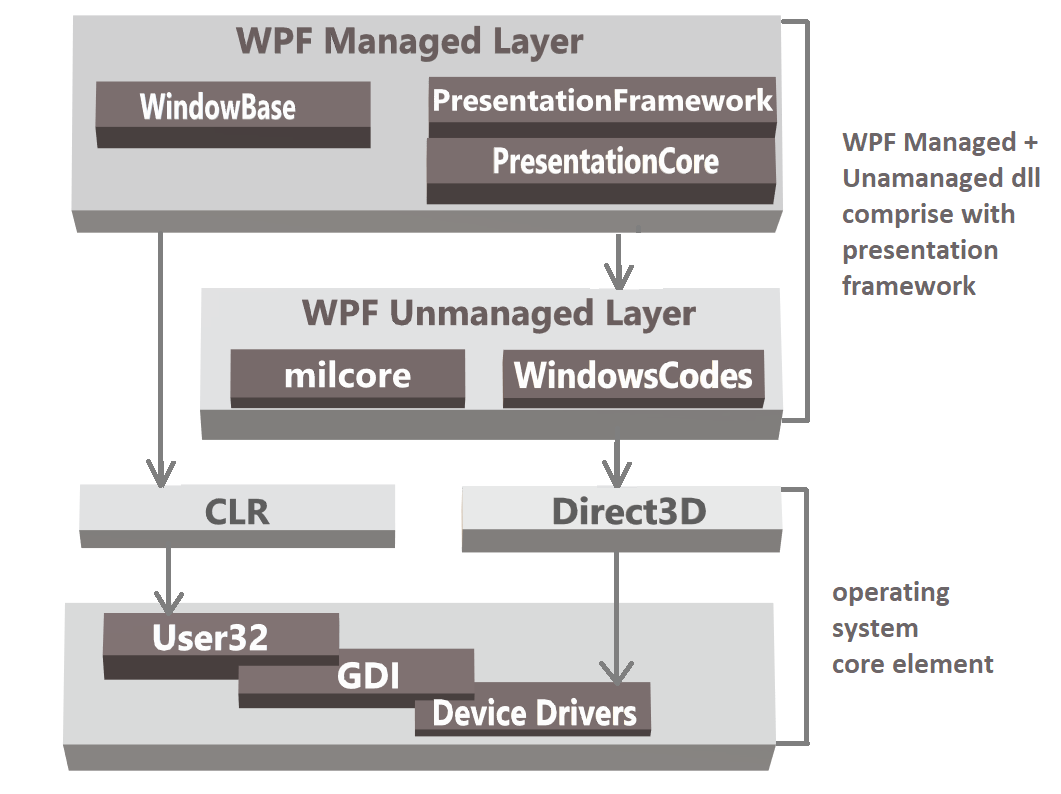 WPF Managed Layer
WindowBase
PresentationFramework
PresentationCore
WPF Managed +
Unamanaged dll
comprise with
presentation
framework
WPF Unmanaged Layer
milcore
WindowsCodes
CLR
Direct3D
User32
GDI
Device Drivers
operating
system
core element